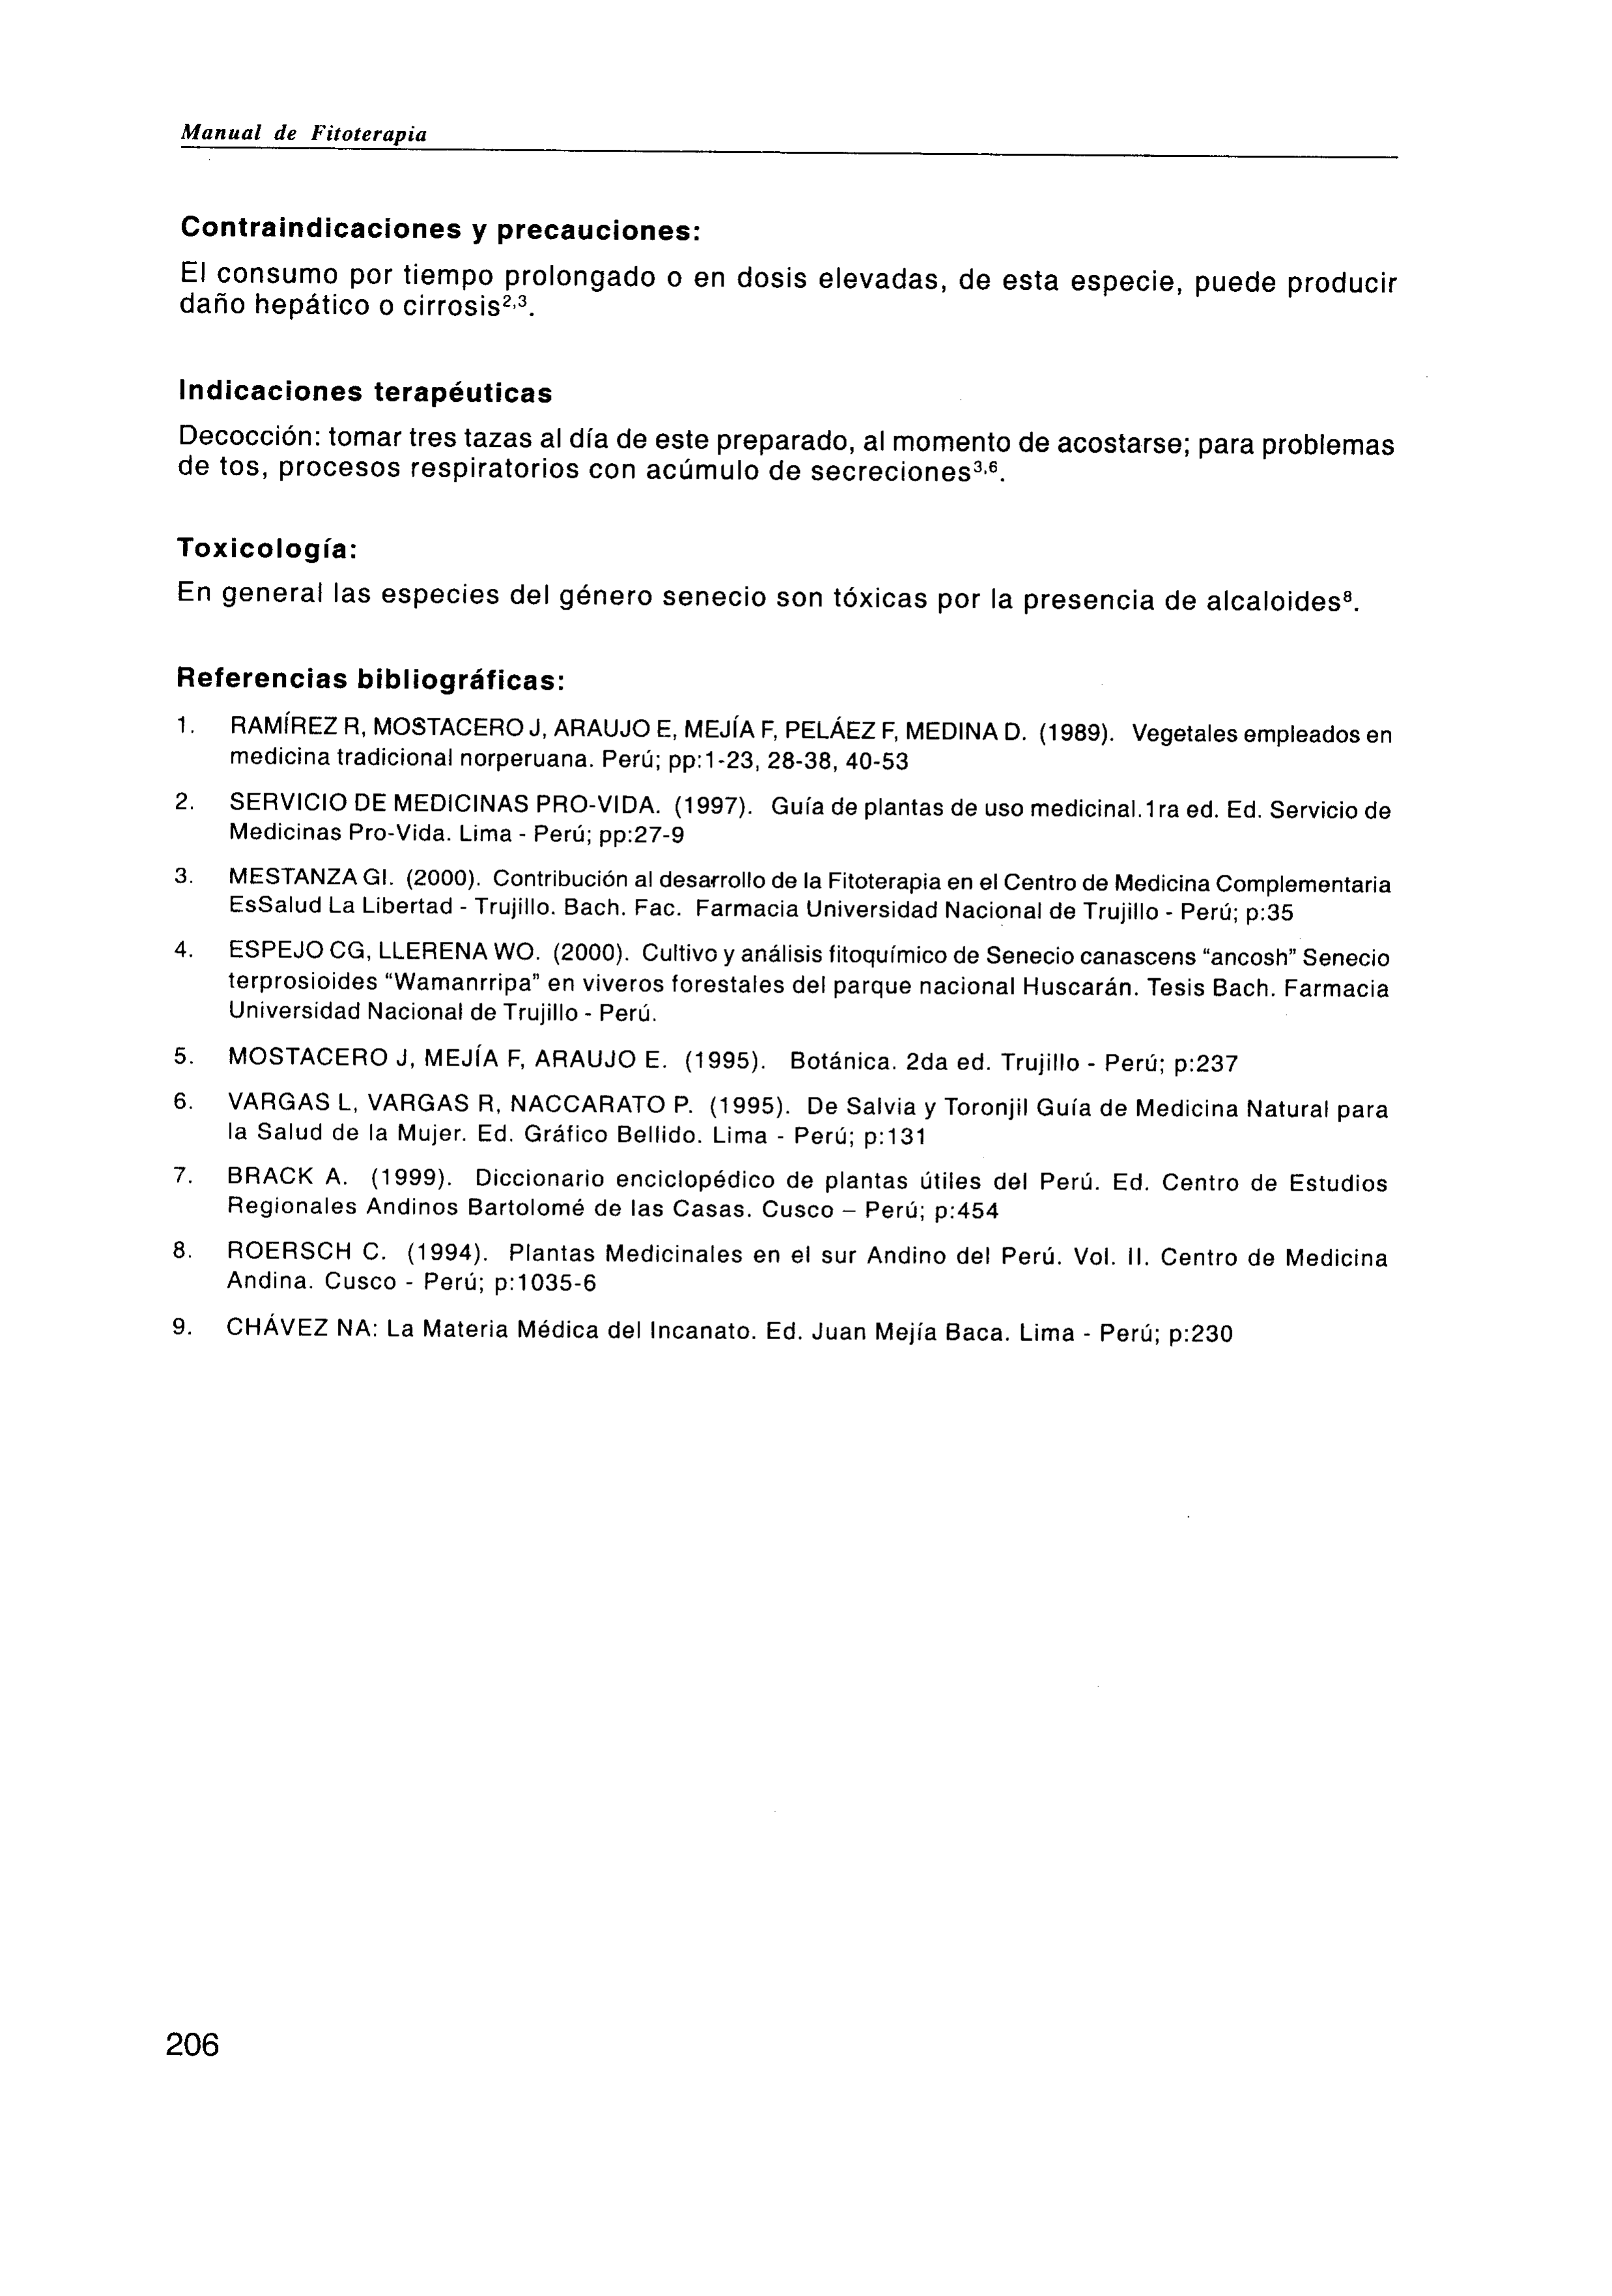 Manual de Fitoterapia
Contraindicaciones y precauciones:
El consumo por tiempo prolongado o en dosis elevadas, de esta especie, puede producir
daño hepático o cirrosis²,³.
Indicaciones terapéuticas
Decocción: tomar tres tazas al día de este preparado, al momento de acostarse; para problemas
de tos, procesos respiratorios con acúmulo de secreciones³,⁶.
Toxicología:
En general las especies del género senecio son tóxicas por la presencia de alcaloides⁸.
Referencias bibliográficas:
1. RAMÍREZ R, MOSTACERO J, ARAUJO E, MEJÍA F, PELÁEZ F, MEDINA D. (1989). Vegetales empleados en
medicina tradicional norperuana. Perú; pp:1-23, 28-38, 40-53
2. SERVICIO DE MEDICINAS PRO-VIDA. (1997). Guía de plantas de uso medicinal.1ra ed. Ed. Servicio de
Medicinas Pro-Vida. Lima - Perú; pp:27-9
3. MESTANZA GI. (2000). Contribución al desarrollo de la Fitoterapia en el Centro de Medicina Complementaria
EsSalud La Libertad - Trujillo. Bach. Fac. Farmacia Universidad Nacional de Trujillo - Perú; p:35
4. ESPEJO CG, LLERENA WO. (2000). Cultivo y análisis fitoquímico de Senecio canascens “ancosh” Senecio
terprosioides “Wamanrripa” en viveros forestales del parque nacional Huscarán. Tesis Bach. Farmacia
Universidad Nacional de Trujillo - Perú.
5. MOSTACERO J, MEJÍA F, ARAUJO E. (1995). Botánica. 2da ed. Trujillo - Perú; p:237
6. VARGAS L, VARGAS R, NACCARATO P. (1995). De Salvia y Toronjil Guía de Medicina Natural para
la Salud de la Mujer. Ed. Gráfico Bellido. Lima - Perú; p:131
7. BRACK A. (1999). Diccionario enciclopédico de plantas útiles del Perú. Ed. Centro de Estudios
Regionales Andinos Bartolomé de las Casas. Cusco – Perú; p:454
8. ROERSCH C. (1994). Plantas Medicinales en el sur Andino del Perú. Vol. II. Centro de Medicina
Andina. Cusco - Perú; p:1035-6
9. CHÁVEZ NA: La Materia Médica del Incanato. Ed. Juan Mejía Baca. Lima - Perú; p:230
206